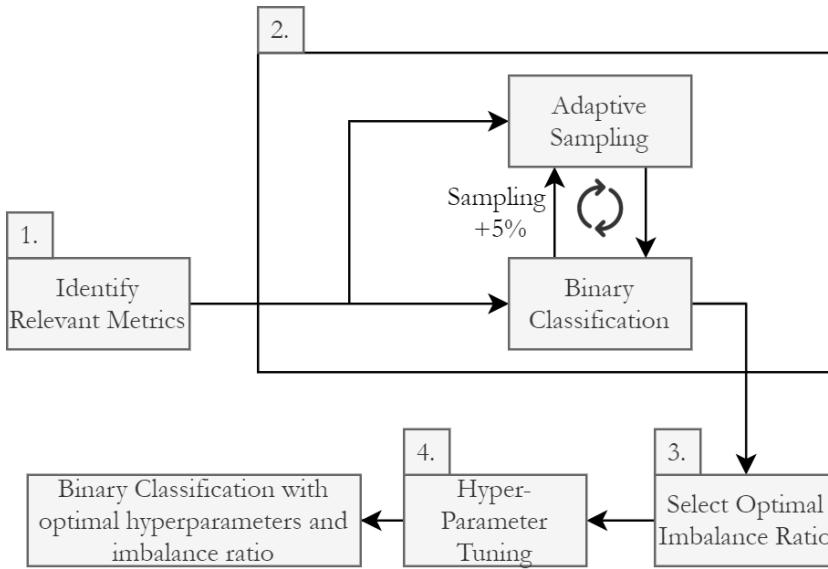 2.
Adaptive
Sampling
Sampling
+5%
1.
Identify
Relevant Metrics
Binary
Classification
4.
3.
Binary Classification with
optimal hyperparameters and
imbalance ratio
Hyper-
Parameter
Tuning
Select Optimal
Imbalance Ratio